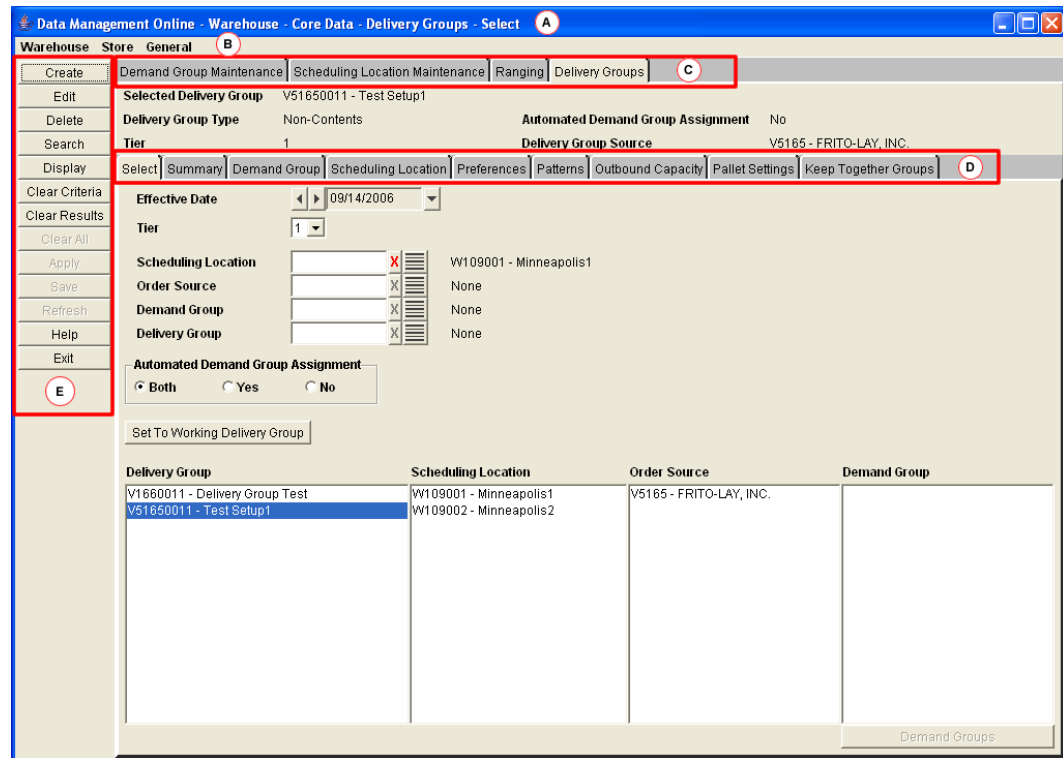 Data Management Online - Warehouse - Core Data - Delivery Groups - Select A
Warehouse Store General B
Create
Edit
Delete
Search
Display
Clear Criteria
Clear Results
Clear All
Apply
Save
Refresh
Help
Exit
E
Demand Group Maintenance Scheduling Location Maintenance Ranging Delivery Groups C
Selected Delivery Group V51650011 - Test Setup1
Delivery Group Type Non-Contents Automated Demand Group Assignment No
Tier 1 Delivery Group Source V5165 - FRITO-LAY, INC.
Select Summary Demand Group Scheduling Location Preferences Patterns Outbound Capacity Pallet Settings Keep Together Groups D
Effective Date 09/14/2006
Tier 1
Scheduling Location X W109001 - Minneapolis1
Order Source X None
Demand Group X None
Delivery Group X None
Automated Demand Group Assignment
Both Yes No
Set To Working Delivery Group
Delivery Group Scheduling Location Order Source Demand Group
V1660011 - Delivery Group Test W109001 - Minneapolis1 V5165 - FRITO-LAY, INC.
V51650011 - Test Setup1 W109002 - Minneapolis2
Demand Groups